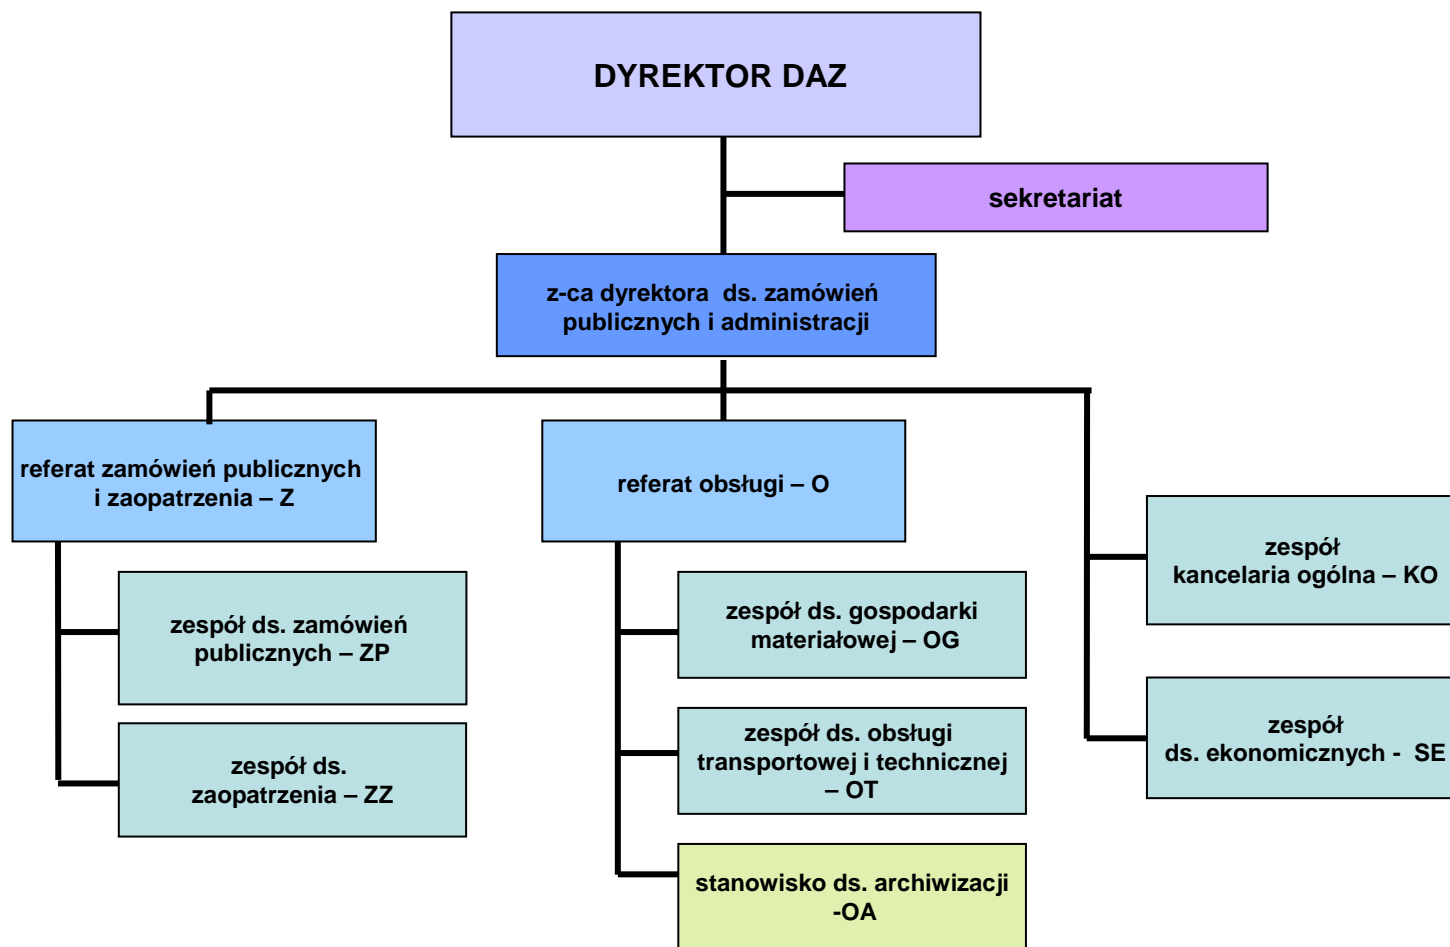 DYREKTOR DAZ
sekretariat
z-ca dyrektora  ds. zamówień
publicznych i administracji
referat zamówień publicznych
i zaopatrzenia – Z
referat obsługi – O
zespół
kancelaria ogólna – KO
zespół ds. zamówień
publicznych – ZP
zespół ds. gospodarki
materiałowej – OG
zespół ds.
zaopatrzenia – ZZ
zespół ds. obsługi
transportowej i technicznej
– OT
zespół
ds. ekonomicznych -  SE
stanowisko ds. archiwizacji
-OA